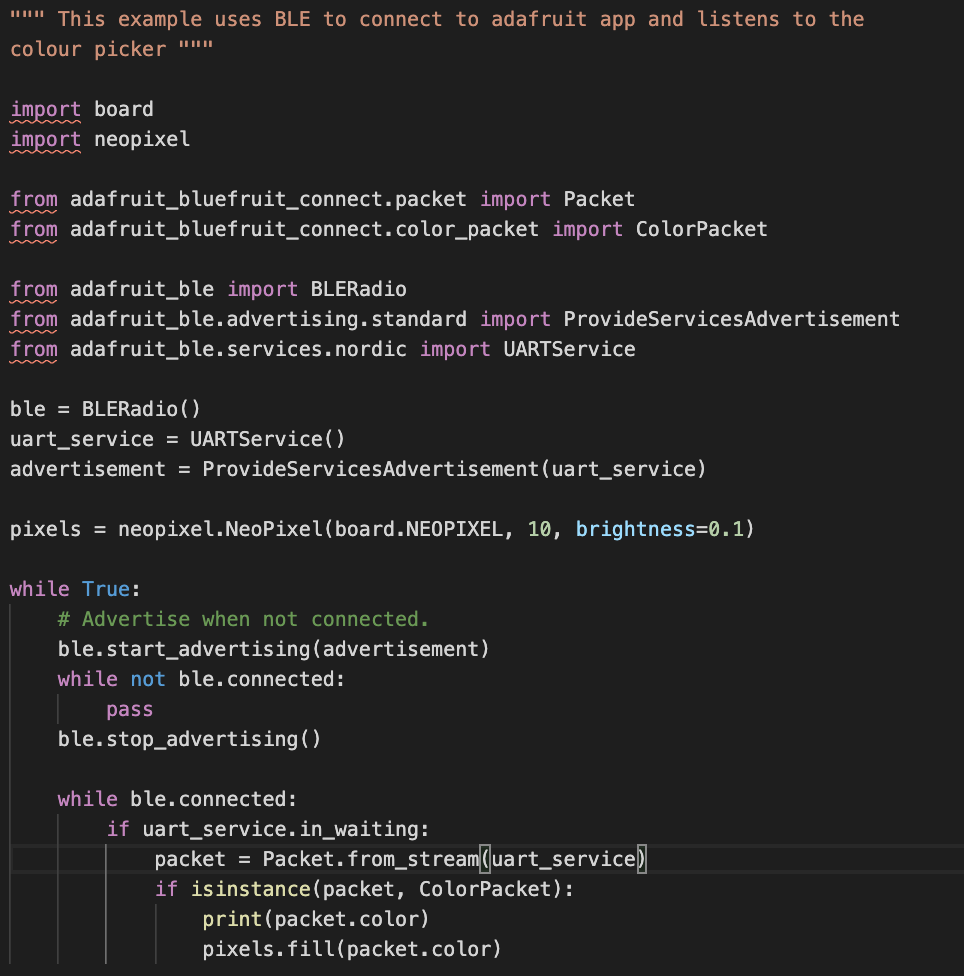 """ This example uses BLE to connect to adafruit app and listens to the
colour picker """

import board
import neopixel

from adafruit_bluefruit_connect.packet import Packet
from adafruit_bluefruit_connect.color_packet import ColorPacket

from adafruit_ble import BLERadio
from adafruit_ble.advertising.standard import ProvideServicesAdvertisement
from adafruit_ble.services.nordic import UARTService

ble = BLERadio()
uart_service = UARTService()
advertisement = ProvideServicesAdvertisement(uart_service)

pixels = neopixel.NeoPixel(board.NEOPIXEL, 10, brightness=0.1)

while True:
    # Advertise when not connected.
    ble.start_advertising(advertisement)
    while not ble.connected:
        pass
    ble.stop_advertising()

    while ble.connected:
        if uart_service.in_waiting:
            packet = Packet.from_stream(uart_service)
            if isinstance(packet, ColorPacket):
                print(packet.color)
                pixels.fill(packet.color)